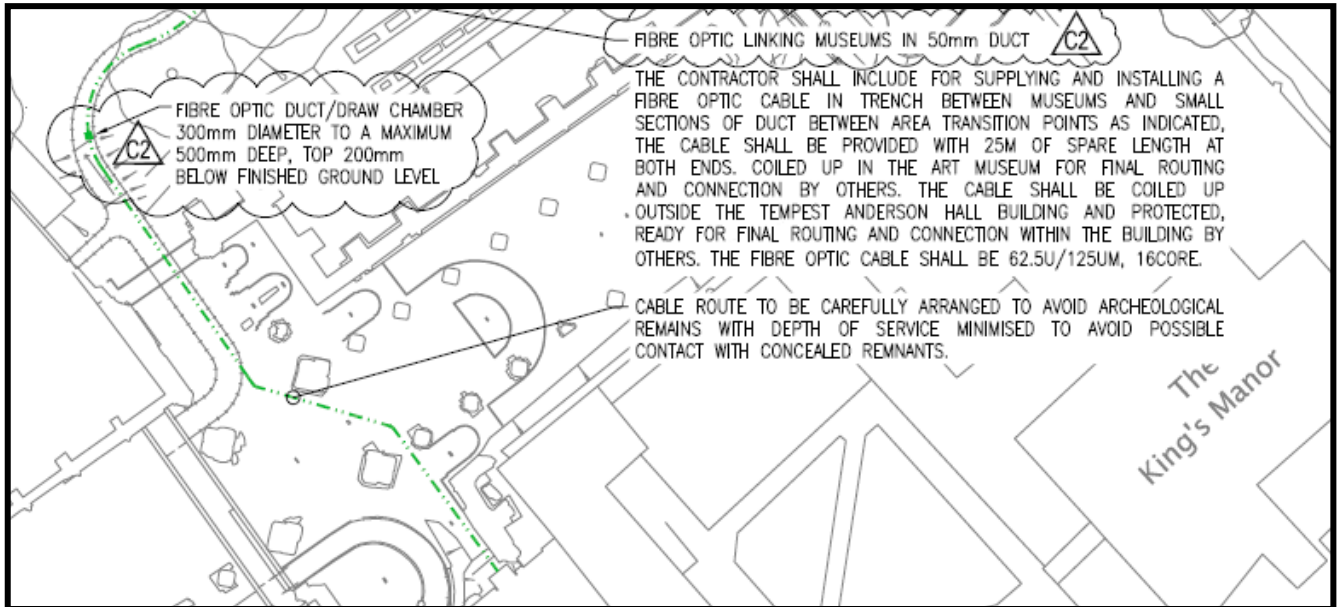 FIBRE OPTIC LINKING MUSEUMS IN 50mm DUCT
C2
THE CONTRACTOR SHALL INCLUDE FOR SUPPLYING AND INSTALLING A
FIBRE OPTIC CABLE IN TRENCH BETWEEN MUSEUMS AND SMALL
SECTIONS OF DUCT BETWEEN AREA TRANSITION POINTS AS INDICATED,
THE CABLE SHALL BE PROVIDED WITH 25M OF SPARE LENGTH AT
BOTH ENDS. COILED UP IN THE ART MUSEUM FOR FINAL ROUTING
AND CONNECTION BY OTHERS. THE CABLE SHALL BE COILED UP
OUTSIDE THE TEMPEST ANDERSON HALL BUILDING AND PROTECTED,
READY FOR FINAL ROUTING AND CONNECTION WITHIN THE BUILDING BY
OTHERS. THE FIBRE OPTIC CABLE SHALL BE 62.5U/125UM, 16CORE.
FIBRE OPTIC DUCT/DRAW CHAMBER
300mm DIAMETER TO A MAXIMUM
500mm DEEP, TOP 200mm
BELOW FINISHED GROUND LEVEL
C2
CABLE ROUTE TO BE CAREFULLY ARRANGED TO AVOID ARCHEOLOGICAL
REMAINS WITH DEPTH OF SERVICE MINIMISED TO AVOID POSSIBLE
CONTACT WITH CONCEALED REMNANTS.
The
King's Manor